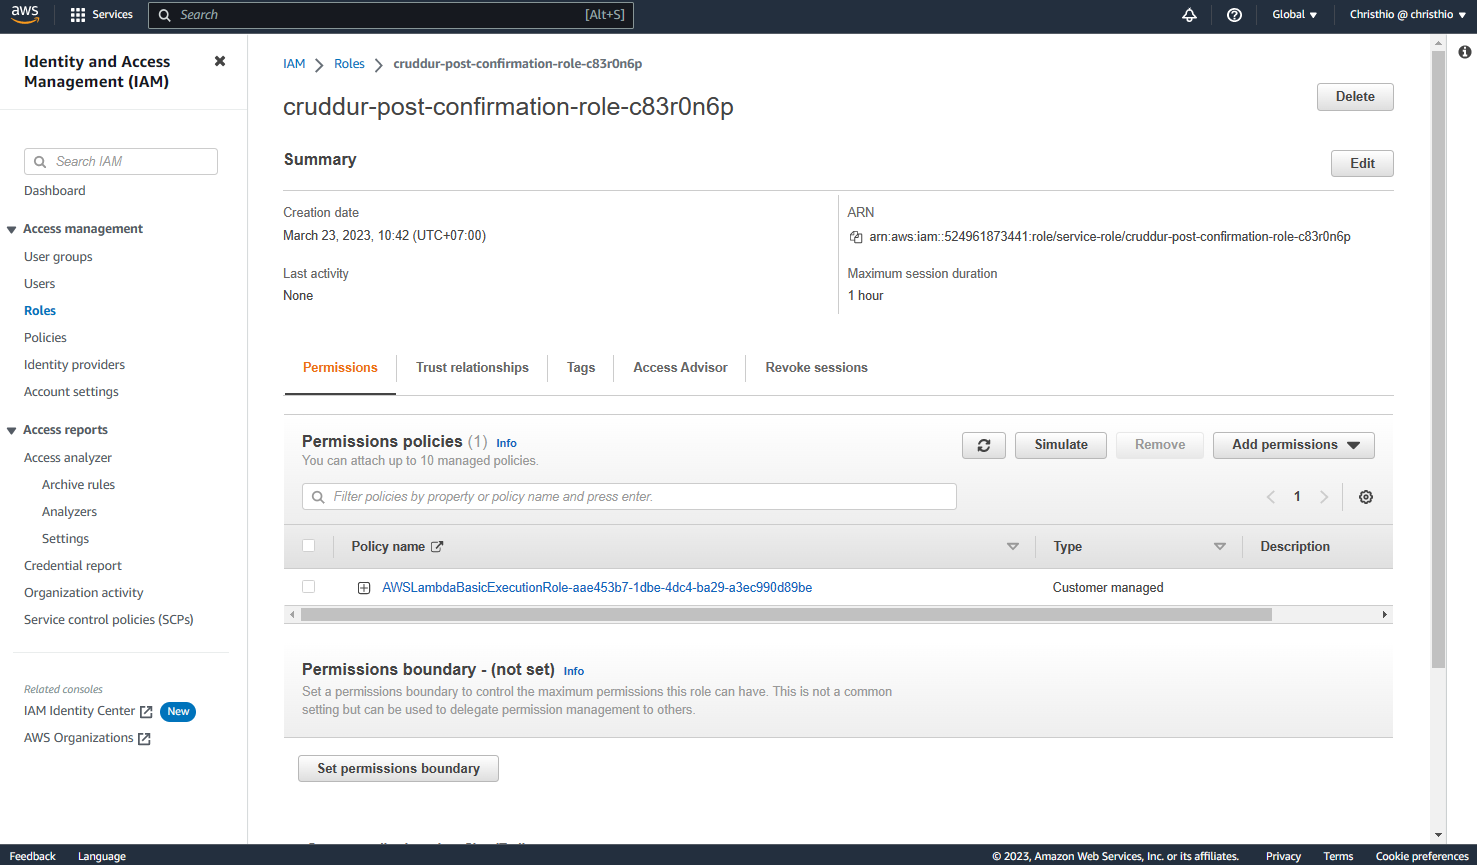 aws Services Search [Alt+S] Global Christhio @ christhio
Identity and Access
Management (IAM)
Search IAM
Dashboard
Access management
User groups
Users
Roles
Policies
Identity providers
Account settings
Access reports
Access analyzer
Archive rules
Analyzers
Settings
Credential report
Organization activity
Service control policies (SCPs)
Related consoles
IAM Identity Center New
AWS Organizations
IAM Roles cruddur-post-confirmation-role-c83r0n6p
cruddur-post-confirmation-role-c83r0n6p
Delete
Summary
Edit
Creation date
March 23, 2023, 10:42 (UTC+07:00)
Last activity
None
ARN
arn:aws:iam::524961873441:role/service-role/cruddur-post-confirmation-role-c83r0n6p
Maximum session duration
1 hour
Permissions Trust relationships Tags Access Advisor Revoke sessions
Permissions policies (1) Info
You can attach up to 10 managed policies.
Simulate Remove Add permissions
Filter policies by property or policy name and press enter.
1
Policy name Type Description
AWSLambdaBasicExecutionRole-aae453b7-1dbe-4dc4-ba29-a3ec990d89be Customer managed
Permissions boundary - (not set) Info
Set a permissions boundary to control the maximum permissions this role can have. This is not a common
setting but can be used to delegate permission management to others.
Set permissions boundary
Feedback Language © 2023, Amazon Web Services, Inc. or its affiliates. Privacy Terms Cookie preferences